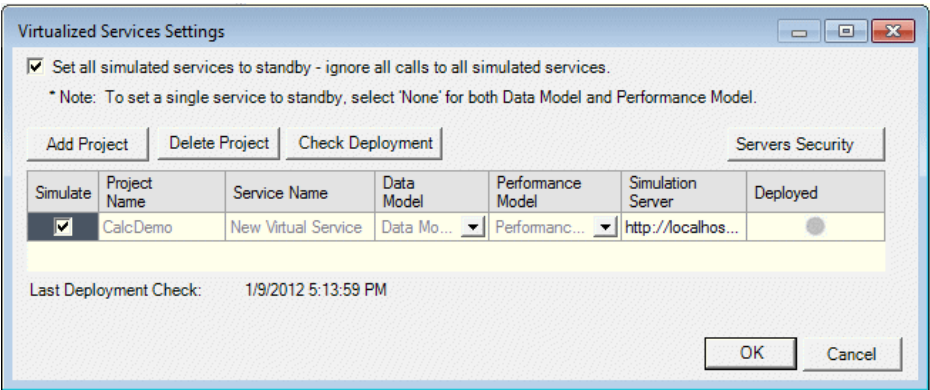 Virtualized Services Settings
Set all simulated services to standby - ignore all calls to all simulated services.
* Note: To set a single service to standby, select 'None' for both Data Model and Performance Model.
Add Project Delete Project Check Deployment Servers Security
Simulate Project Name Service Name Data Model Performance Model Simulation Server Deployed
CalcDemo New Virtual Service Data Mo... Performanc... http://localhos...
Last Deployment Check: 1/9/2012 5:13:59 PM
OK Cancel